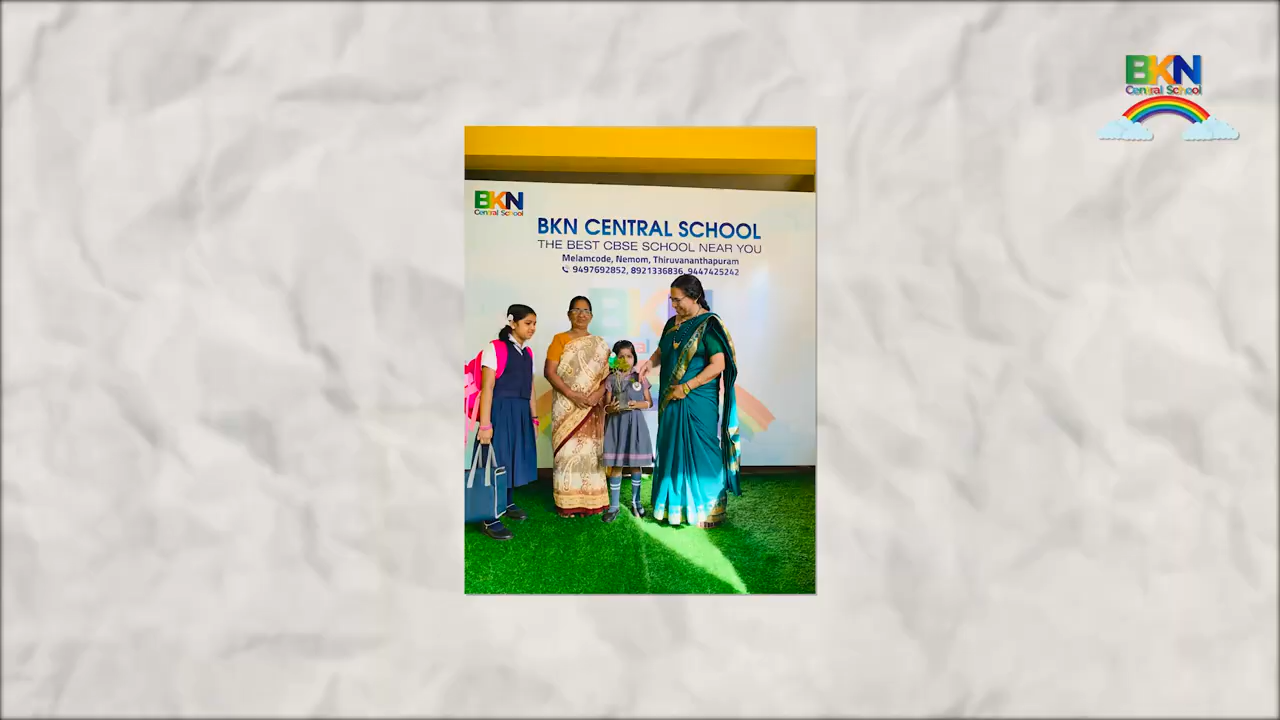 BKN
Central School
BKN
Central School
BKN CENTRAL SCHOOL
THE BEST CBSE SCHOOL NEAR YOU
Melamcode, Nemom, Thiruvananthapuram
9497692852, 8921336836, 9447425242
BK